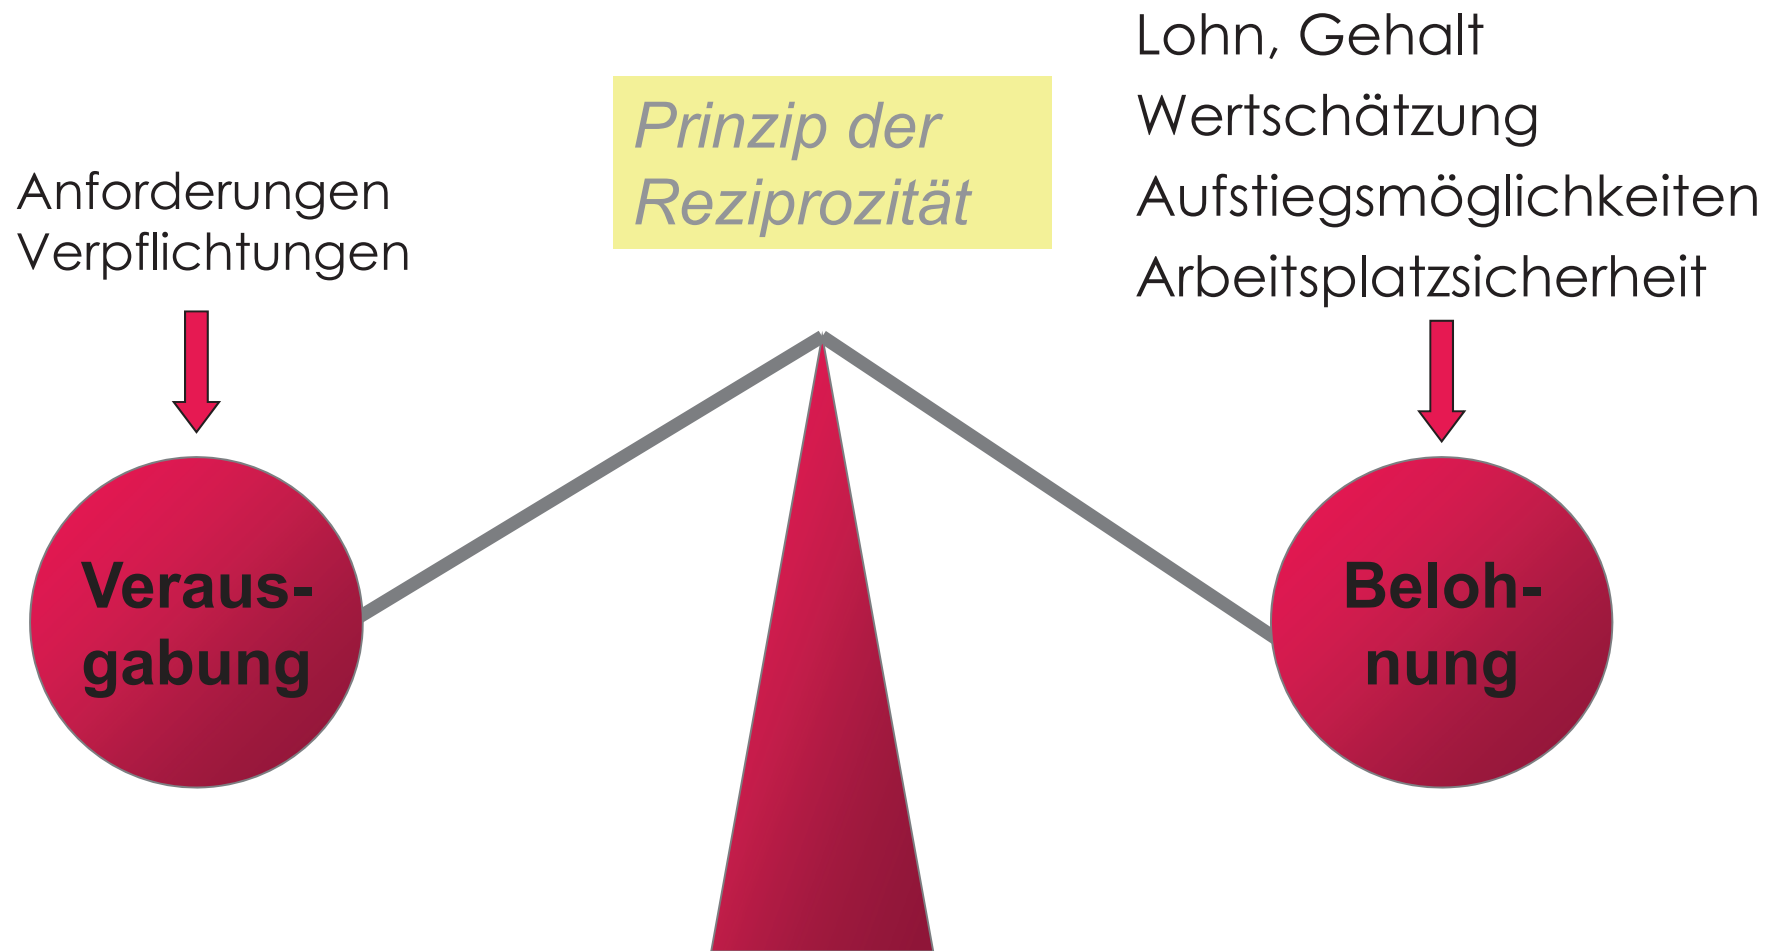 Anforderungen
Verpflichtungen
Prinzip der
Reziprozität
Lohn, Gehalt
Wertschätzung
Aufstiegsmöglichkeiten
Arbeitsplatzsicherheit
Veraus-
gabung
Beloh-
nung